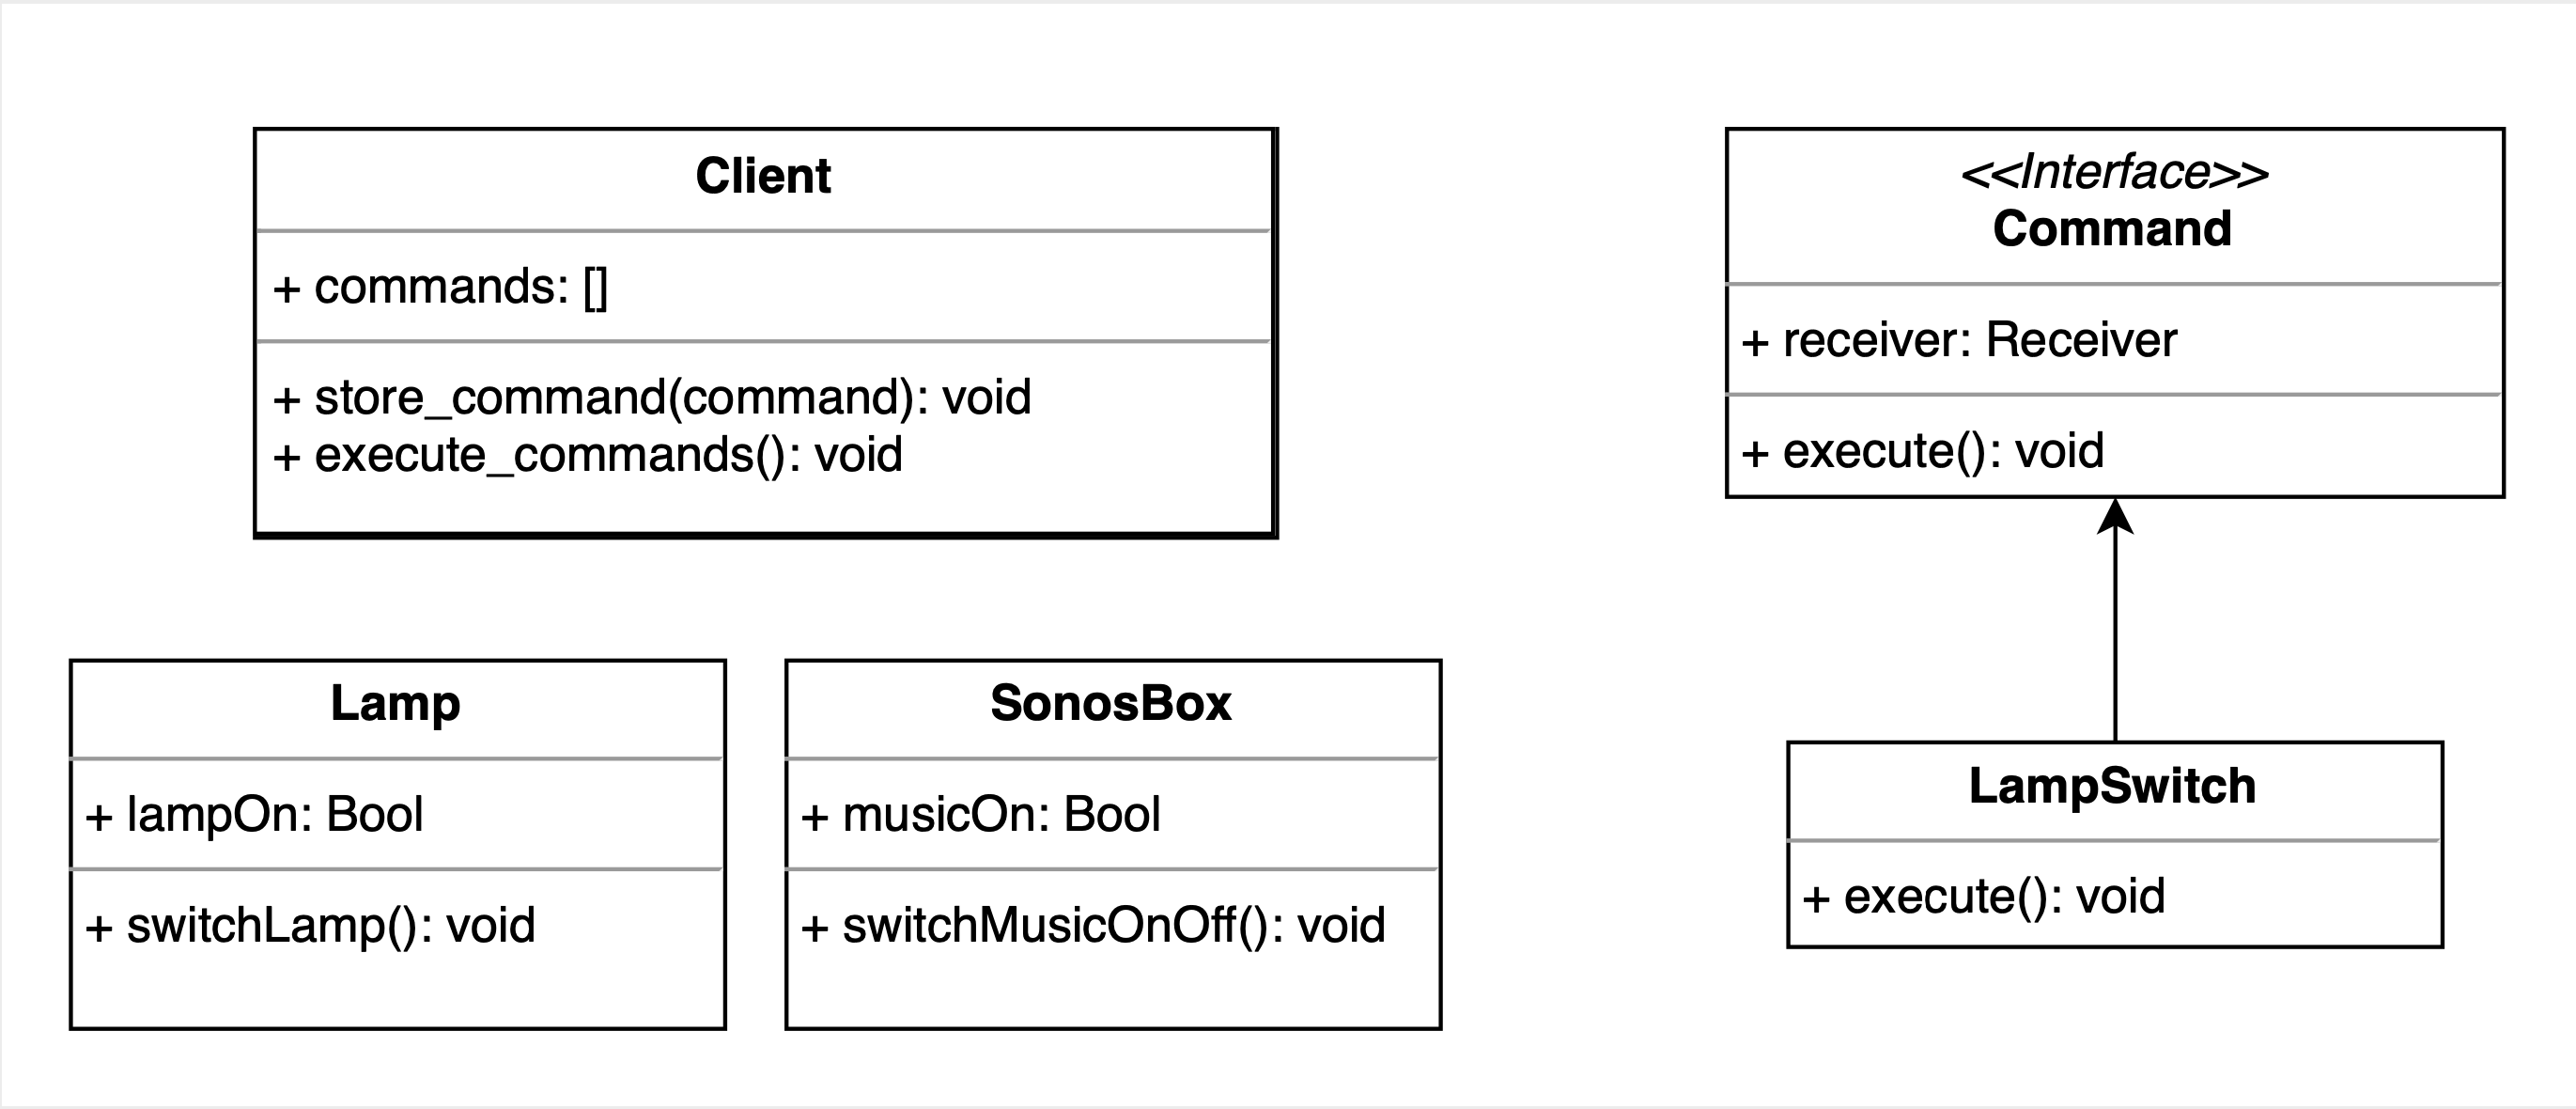 Client
+ commands: []
+ store_command(command): void
+ execute_commands(): void
<<Interface>>
Command
+ receiver: Receiver
+ execute(): void
Lamp
+ lampOn: Bool
+ switchLamp(): void
SonosBox
+ musicOn: Bool
+ switchMusicOnOff(): void
LampSwitch
+ execute(): void